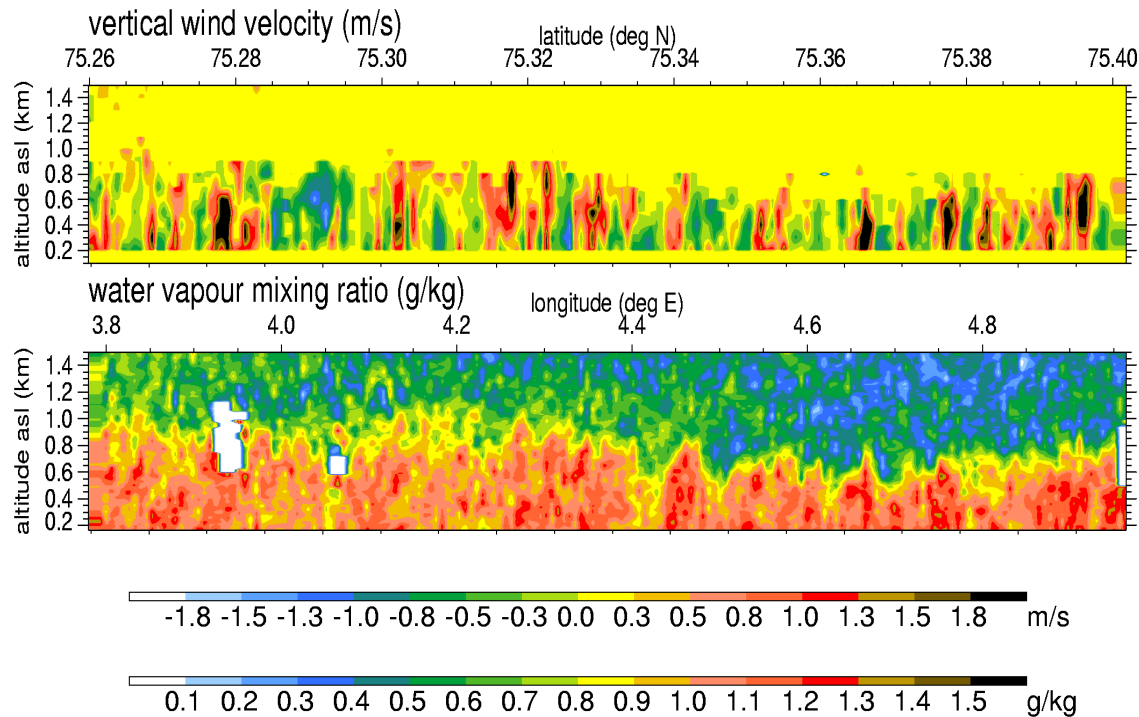 vertical wind velocity (m/s)
latitude (deg N)
75.26 75.28 75.30 75.32 75.34 75.36 75.38 75.40
altitude asl (km)
1.4
1.2
1.0
0.8
0.6
0.4
0.2
water vapour mixing ratio (g/kg)
longitude (deg E)
3.8 4.0 4.2 4.4 4.6 4.8
altitude asl (km)
1.4
1.2
1.0
0.8
0.6
0.4
0.2
-1.8 -1.5 -1.3 -1.0 -0.8 -0.5 -0.3 0.0 0.3 0.5 0.8 1.0 1.3 1.5 1.8 m/s
0.1 0.2 0.3 0.4 0.5 0.6 0.7 0.8 0.9 1.0 1.1 1.2 1.3 1.4 1.5 g/kg